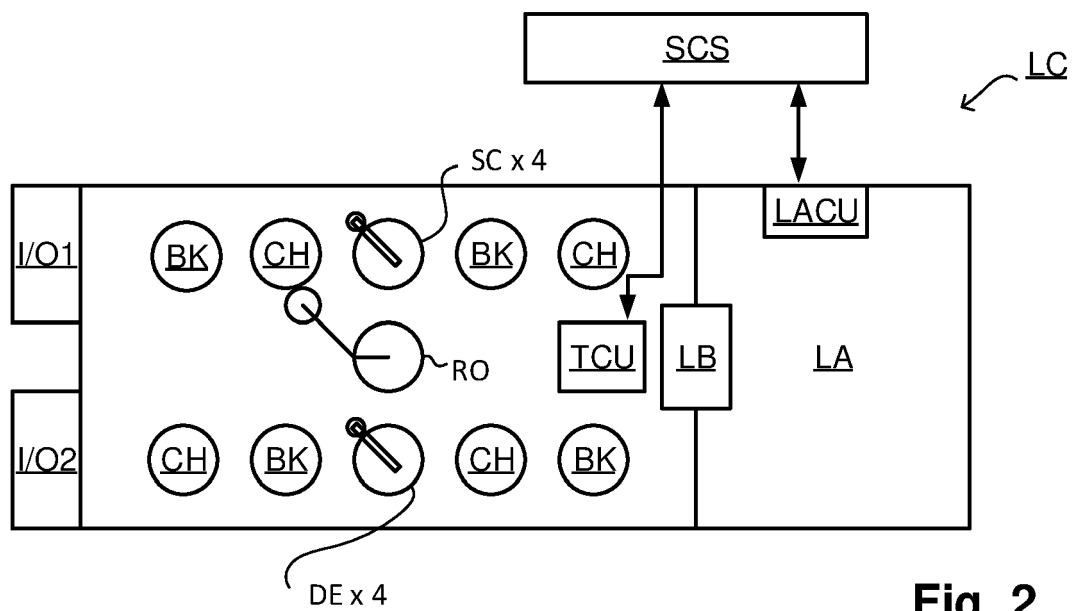 SCS
LC
SC x 4
LACU
I/O1
BK
CH
BK
CH
TCU
LB
LA
RO
I/O2
CH
BK
CH
BK
DE x 4
Fig. 2